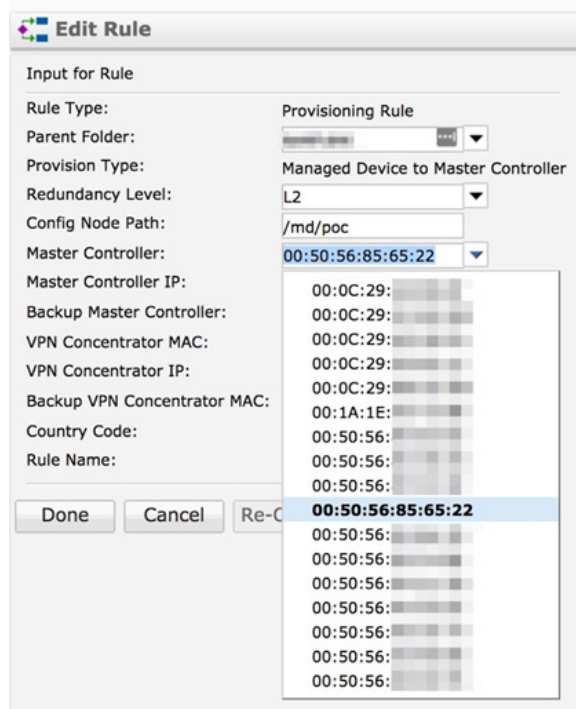 Edit Rule
Input for Rule
Rule Type: Provisioning Rule
Parent Folder:
Provision Type: Managed Device to Master Controller
Redundancy Level: L2
Config Node Path: /md/poc
Master Controller: 00:50:56:85:65:22
Master Controller IP:
Backup Master Controller:
VPN Concentrator MAC:
VPN Concentrator IP:
Backup VPN Concentrator MAC:
Country Code:
Rule Name:
00:0C:29:
00:0C:29:
00:0C:29:
00:0C:29:
00:0C:29:
00:1A:1E:
00:50:56:
00:50:56:
00:50:56:
00:50:56:85:65:22
00:50:56:
00:50:56:
00:50:56:
00:50:56:
00:50:56:
00:50:56:
00:50:56:
Done Cancel